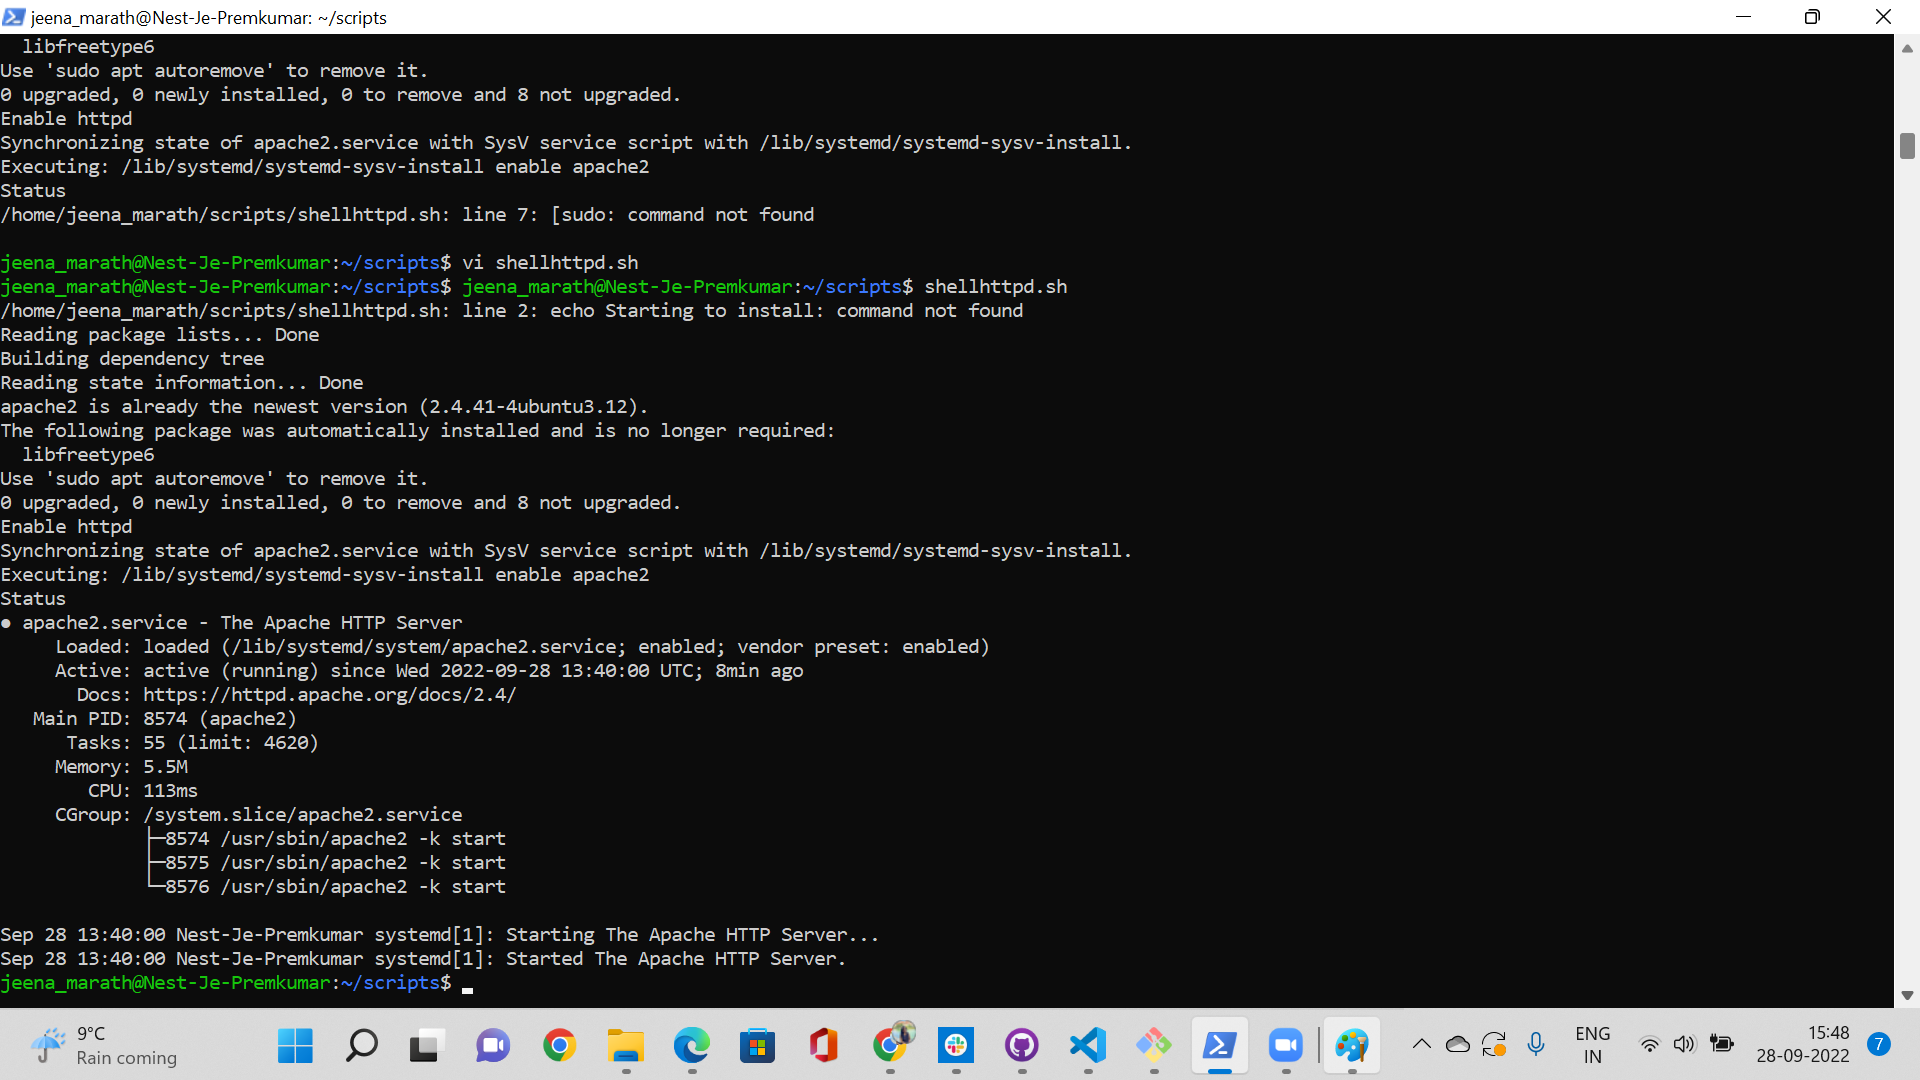 jeena_marath@Nest-Je-Premkumar: ~/scripts
  libfreetype6
Use 'sudo apt autoremove' to remove it.
0 upgraded, 0 newly installed, 0 to remove and 8 not upgraded.
Enable httpd
Synchronizing state of apache2.service with SysV service script with /lib/systemd/systemd-sysv-install.
Executing: /lib/systemd/systemd-sysv-install enable apache2
Status
/home/jeena_marath/scripts/shellhttpd.sh: line 7: [sudo: command not found
jeena_marath@Nest-Je-Premkumar:~/scripts$ vi shellhttpd.sh
jeena_marath@Nest-Je-Premkumar:~/scripts$ jeena_marath@Nest-Je-Premkumar:~/scripts$ shellhttpd.sh
/home/jeena_marath/scripts/shellhttpd.sh: line 2: echo Starting to install: command not found
Reading package lists... Done
Building dependency tree
Reading state information... Done
apache2 is already the newest version (2.4.41-4ubuntu3.12).
The following package was automatically installed and is no longer required:
  libfreetype6
Use 'sudo apt autoremove' to remove it.
0 upgraded, 0 newly installed, 0 to remove and 8 not upgraded.
Enable httpd
Synchronizing state of apache2.service with SysV service script with /lib/systemd/systemd-sysv-install.
Executing: /lib/systemd/systemd-sysv-install enable apache2
Status
● apache2.service - The Apache HTTP Server
     Loaded: loaded (/lib/systemd/system/apache2.service; enabled; vendor preset: enabled)
     Active: active (running) since Wed 2022-09-28 13:40:00 UTC; 8min ago
       Docs: https://httpd.apache.org/docs/2.4/
   Main PID: 8574 (apache2)
      Tasks: 55 (limit: 4620)
     Memory: 5.5M
        CPU: 113ms
     CGroup: /system.slice/apache2.service
             ├─8574 /usr/sbin/apache2 -k start
             ├─8575 /usr/sbin/apache2 -k start
             └─8576 /usr/sbin/apache2 -k start
Sep 28 13:40:00 Nest-Je-Premkumar systemd[1]: Starting The Apache HTTP Server...
Sep 28 13:40:00 Nest-Je-Premkumar systemd[1]: Started The Apache HTTP Server.
jeena_marath@Nest-Je-Premkumar:~/scripts$
9°C
Rain coming
ENG
IN
15:48
28-09-2022
7